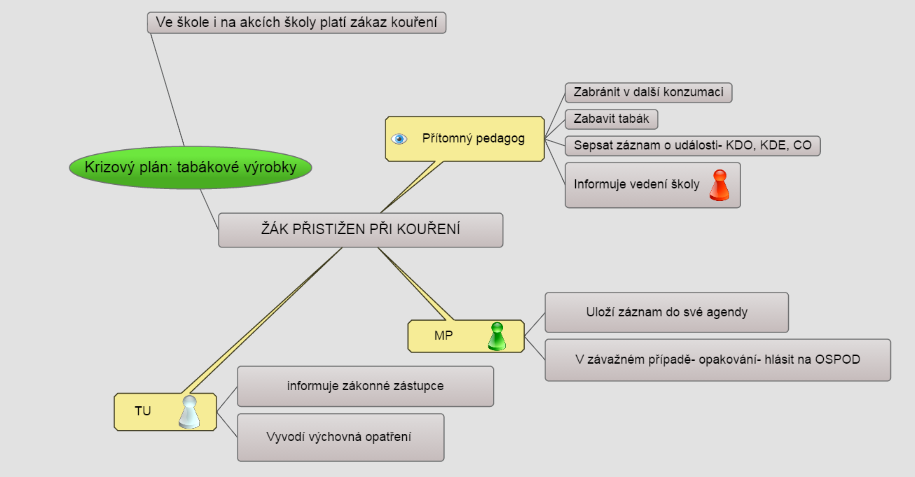 Ve škole i na akcích školy platí zákaz kouření
Krizový plán: tabákové výrobky
ŽÁK PŘISTIŽEN PŘI KOUŘENÍ
Přítomný pedagog
Zabránit v další konzumaci
Zabavit tabák
Sepsat záznam o události- KDO, KDE, CO
Informuje vedení školy
MP
Uloží záznam do své agendy
V závažném případě- opakování- hlásit na OSPOD
TU
informuje zákonné zástupce
Vyvodí výchovná opatření